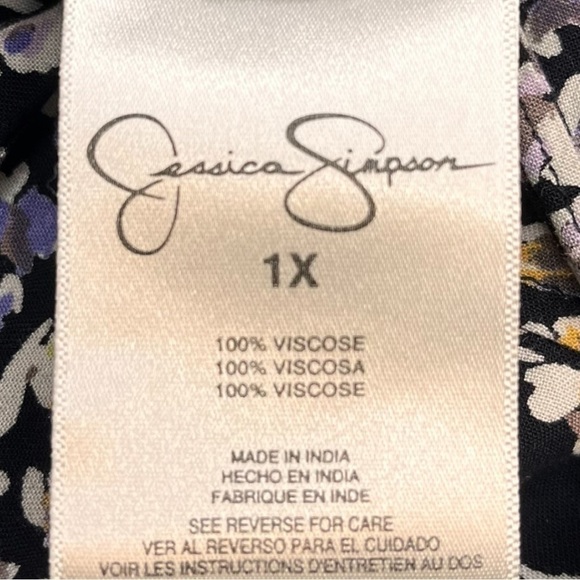 Jessica Simpson
1X
100% VISCOSE
100% VISCOSA
100% VISCOSE
MADE IN INDIA
HECHO EN INDIA
FABRIQUE EN INDE
SEE REVERSE FOR CARE
VER AL REVERSO PARA EL CUIDADO
VOIR LES INSTRUCTIONS D'ENTRETIEN AU DOS